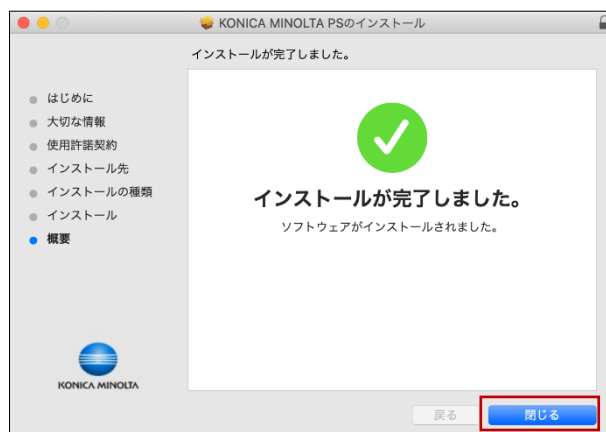 KONICA MINOLTA PSのインストール
インストールが完了しました。
はじめに
大切な情報
使用許諾契約
インストール先
インストールの種類
インストール
概要
インストールが完了しました。
ソフトウェアがインストールされました。
KONICA MINOLTA
戻る
閉じる